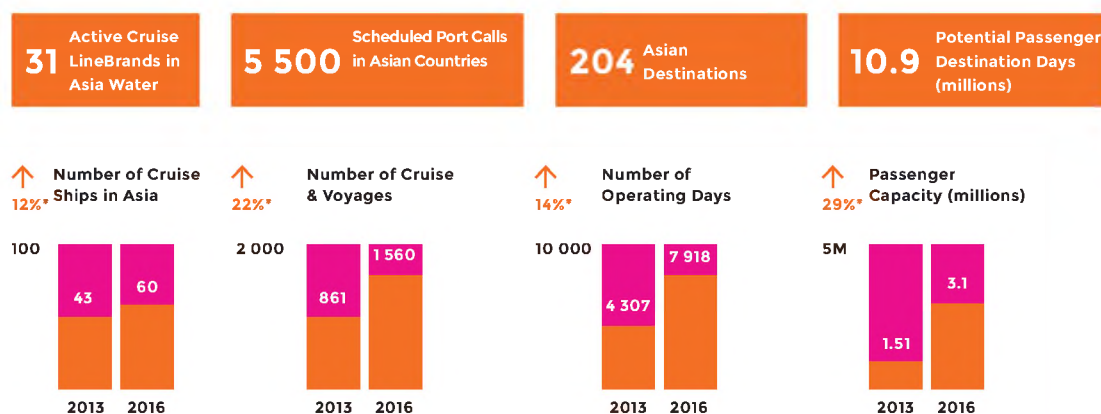 31
Active Cruise
LineBrands in
Asia Water
5 500
Scheduled Port Calls
in Asian Countries
204
Asian
Destinations
10.9
Potential Passenger
Destination Days
(millions)
12%*
Number of Cruise
Ships in Asia
22%*
Number of Cruise
& Voyages
14%*
Number of
Operating Days
29%*
Passenger
Capacity (millions)
100
43
60
2013
2016
2 000
861
1 560
2013
2016
10 000
4 307
7 918
2013
2016
5M
1.51
3.1
2013
2016